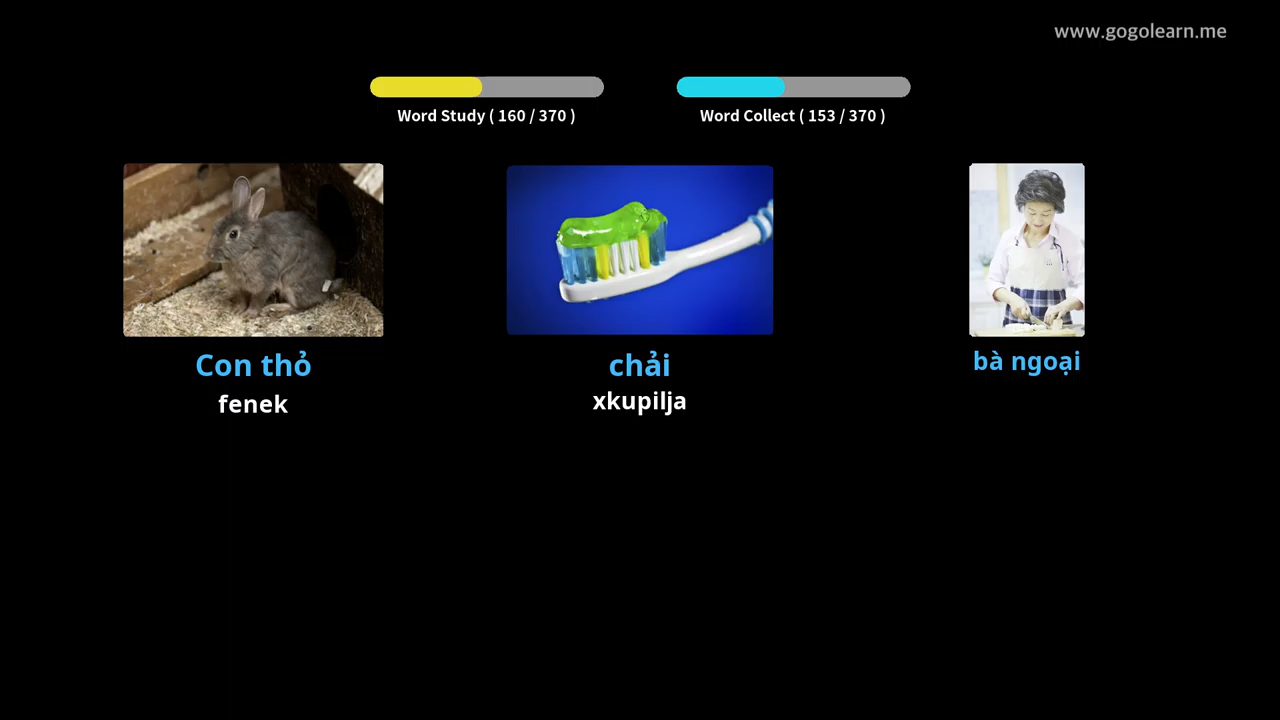 www.gogolearn.me
Word Study ( 160 / 370 )
Word Collect ( 153 / 370 )
Con thỏ
fenek
chải
xkupilja
bà ngoại